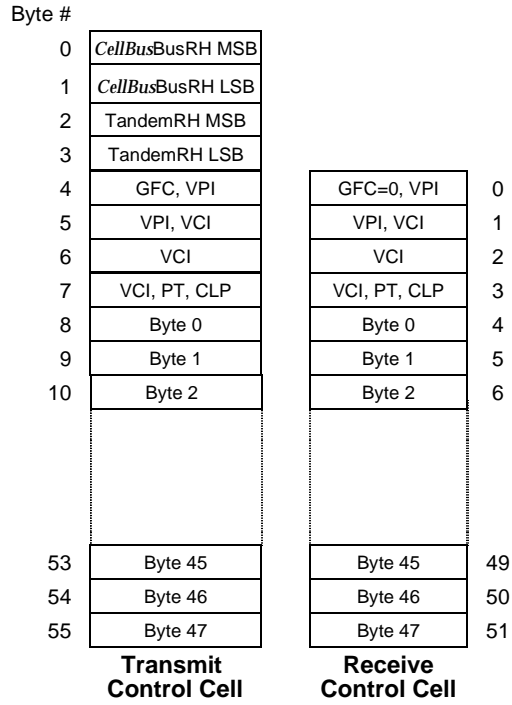 Byte #
0 CellBusBusRH MSB
1 CellBusBusRH LSB
2 TandemRH MSB
3 TandemRH LSB
4 GFC, VPI GFC=0, VPI 0
5 VPI, VCI VPI, VCI 1
6 VCI VCI 2
7 VCI, PT, CLP VCI, PT, CLP 3
8 Byte 0 Byte 0 4
9 Byte 1 Byte 1 5
10 Byte 2 Byte 2 6
53 Byte 45 Byte 45 49
54 Byte 46 Byte 46 50
55 Byte 47 Byte 47 51
Transmit Receive
Control Cell Control Cell